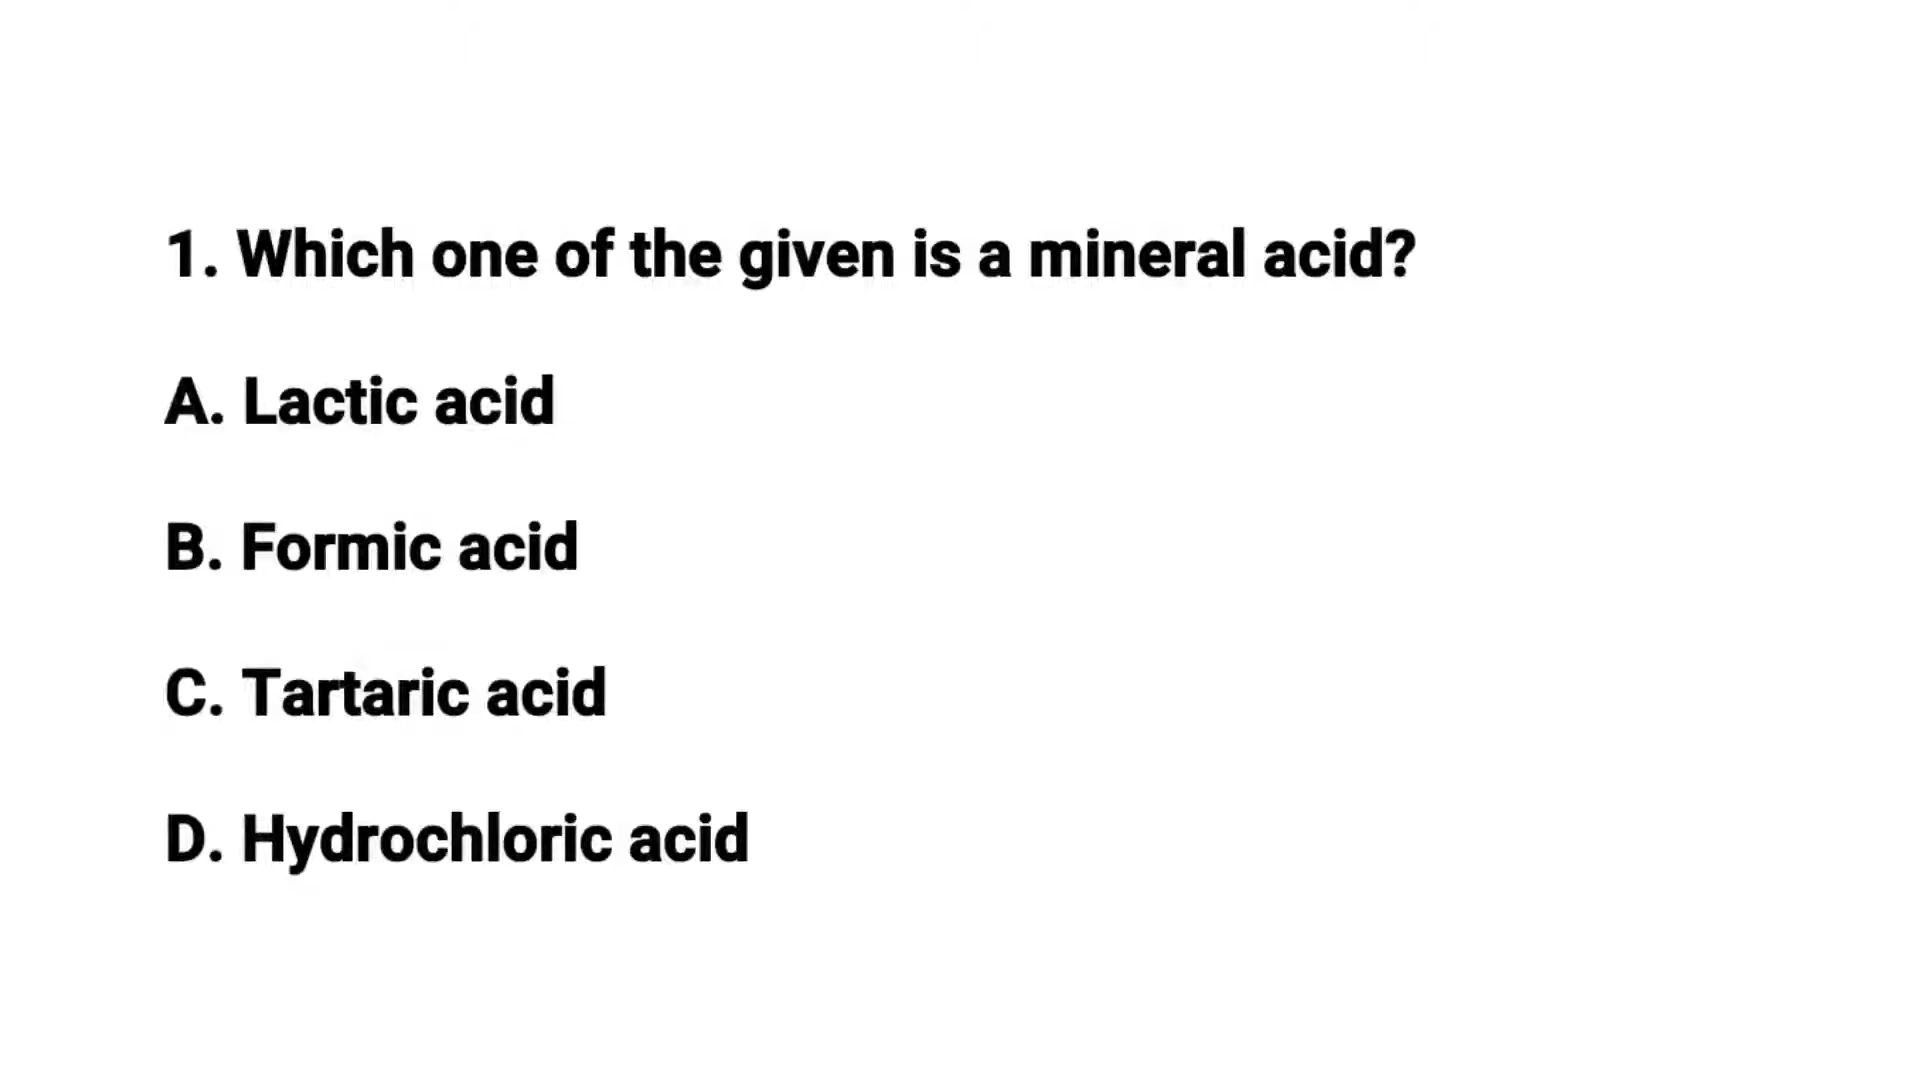 1. Which one of the given is a mineral acid?
A. Lactic acid
B. Formic acid
C. Tartaric acid
D. Hydrochloric acid